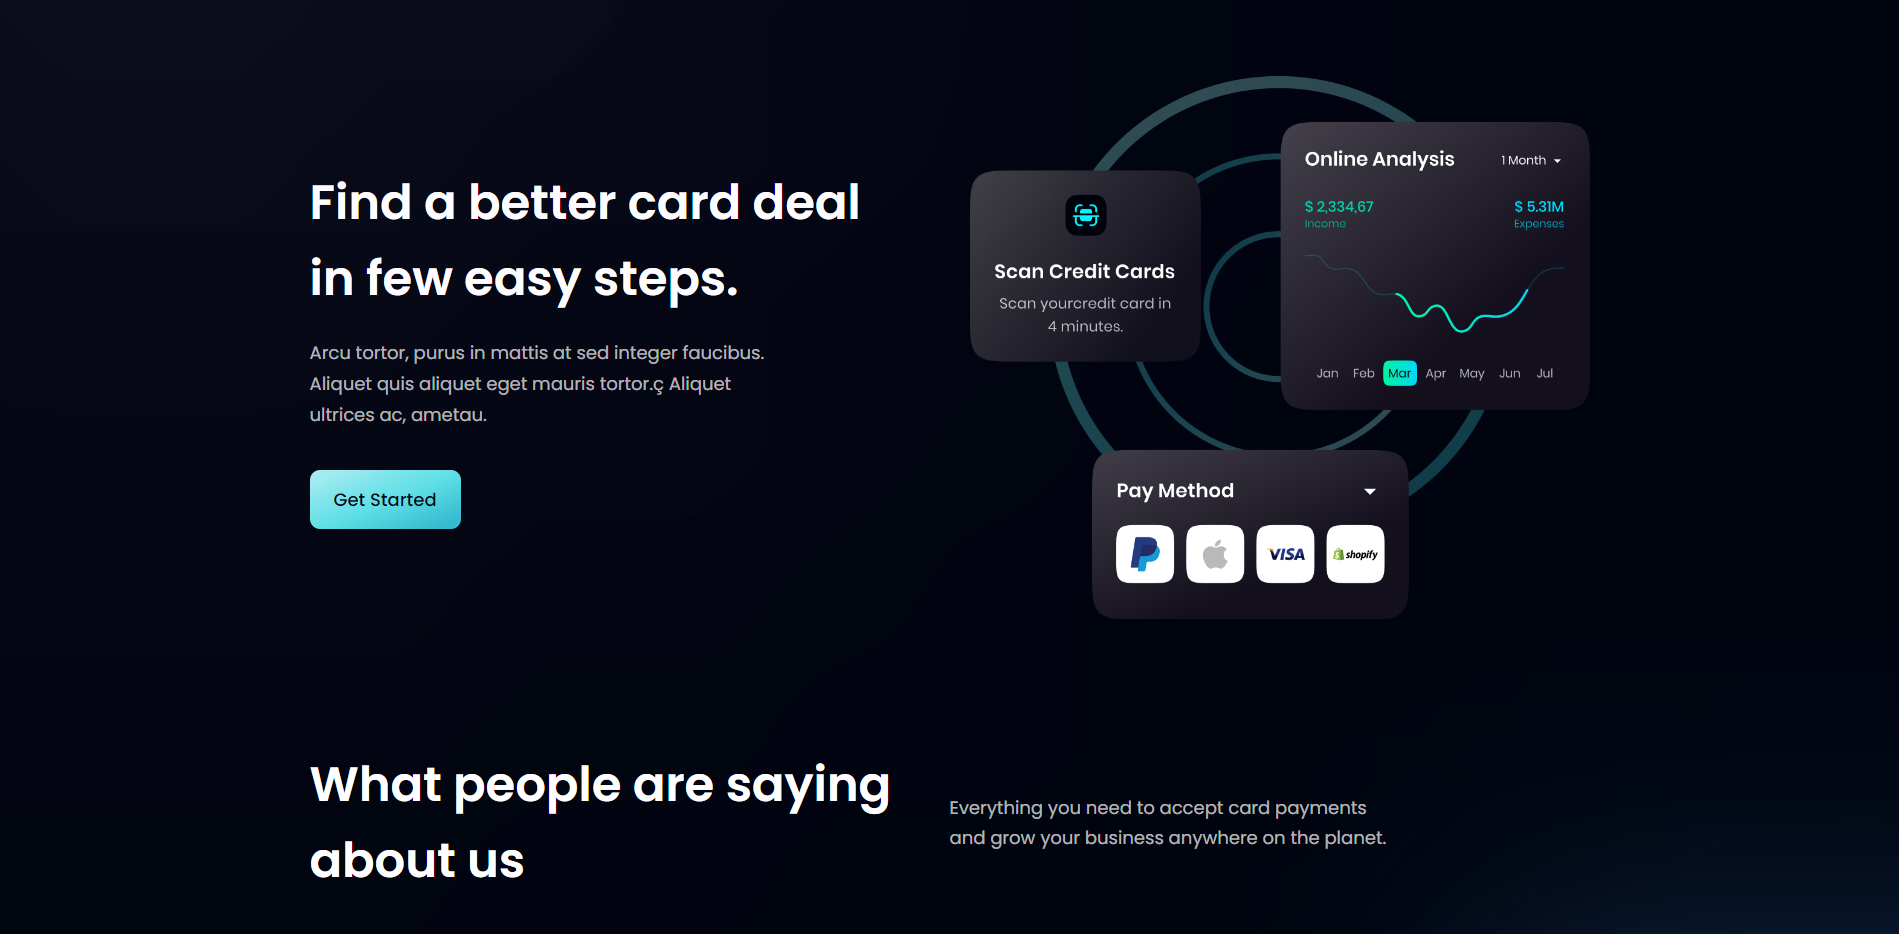 Find a better card deal
in few easy steps.
Arcu tortor, purus in mattis at sed integer faucibus.
Aliquet quis aliquet eget mauris tortor.ç Aliquet
ultrices ac, ametau.
Get Started
Scan Credit Cards
Scan yourcredit card in
4 minutes.
Online Analysis
1 Month
$ 2,334,67
$ 5.31M
Income
Expenses
Jan Feb Mar Apr May Jun Jul
Pay Method
VISA
shopify
What people are saying
about us
Everything you need to accept card payments
and grow your business anywhere on the planet.